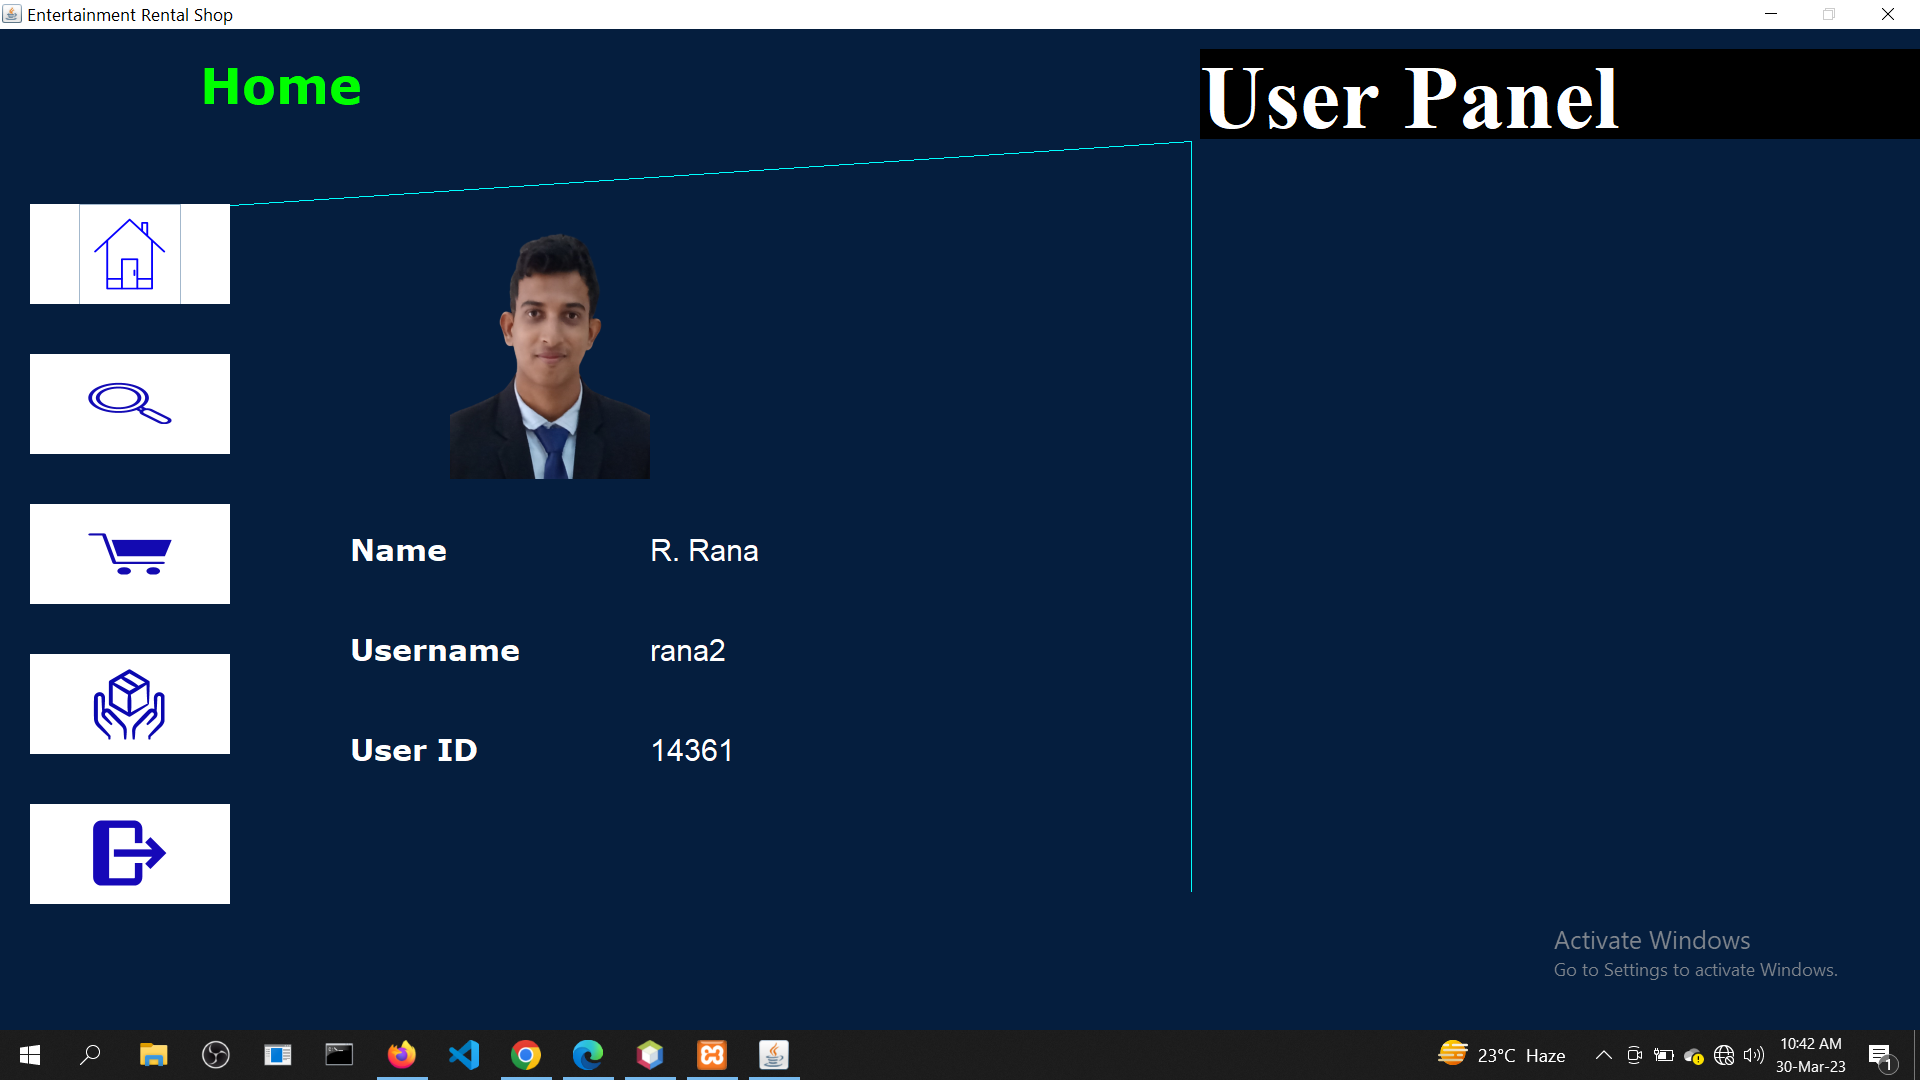 Entertainment Rental Shop
Home
User Panel
Name R. Rana
Username rana2
User ID 14361
Activate Windows
Go to Settings to activate Windows.
23°C Haze
10:42 AM
30-Mar-23
1